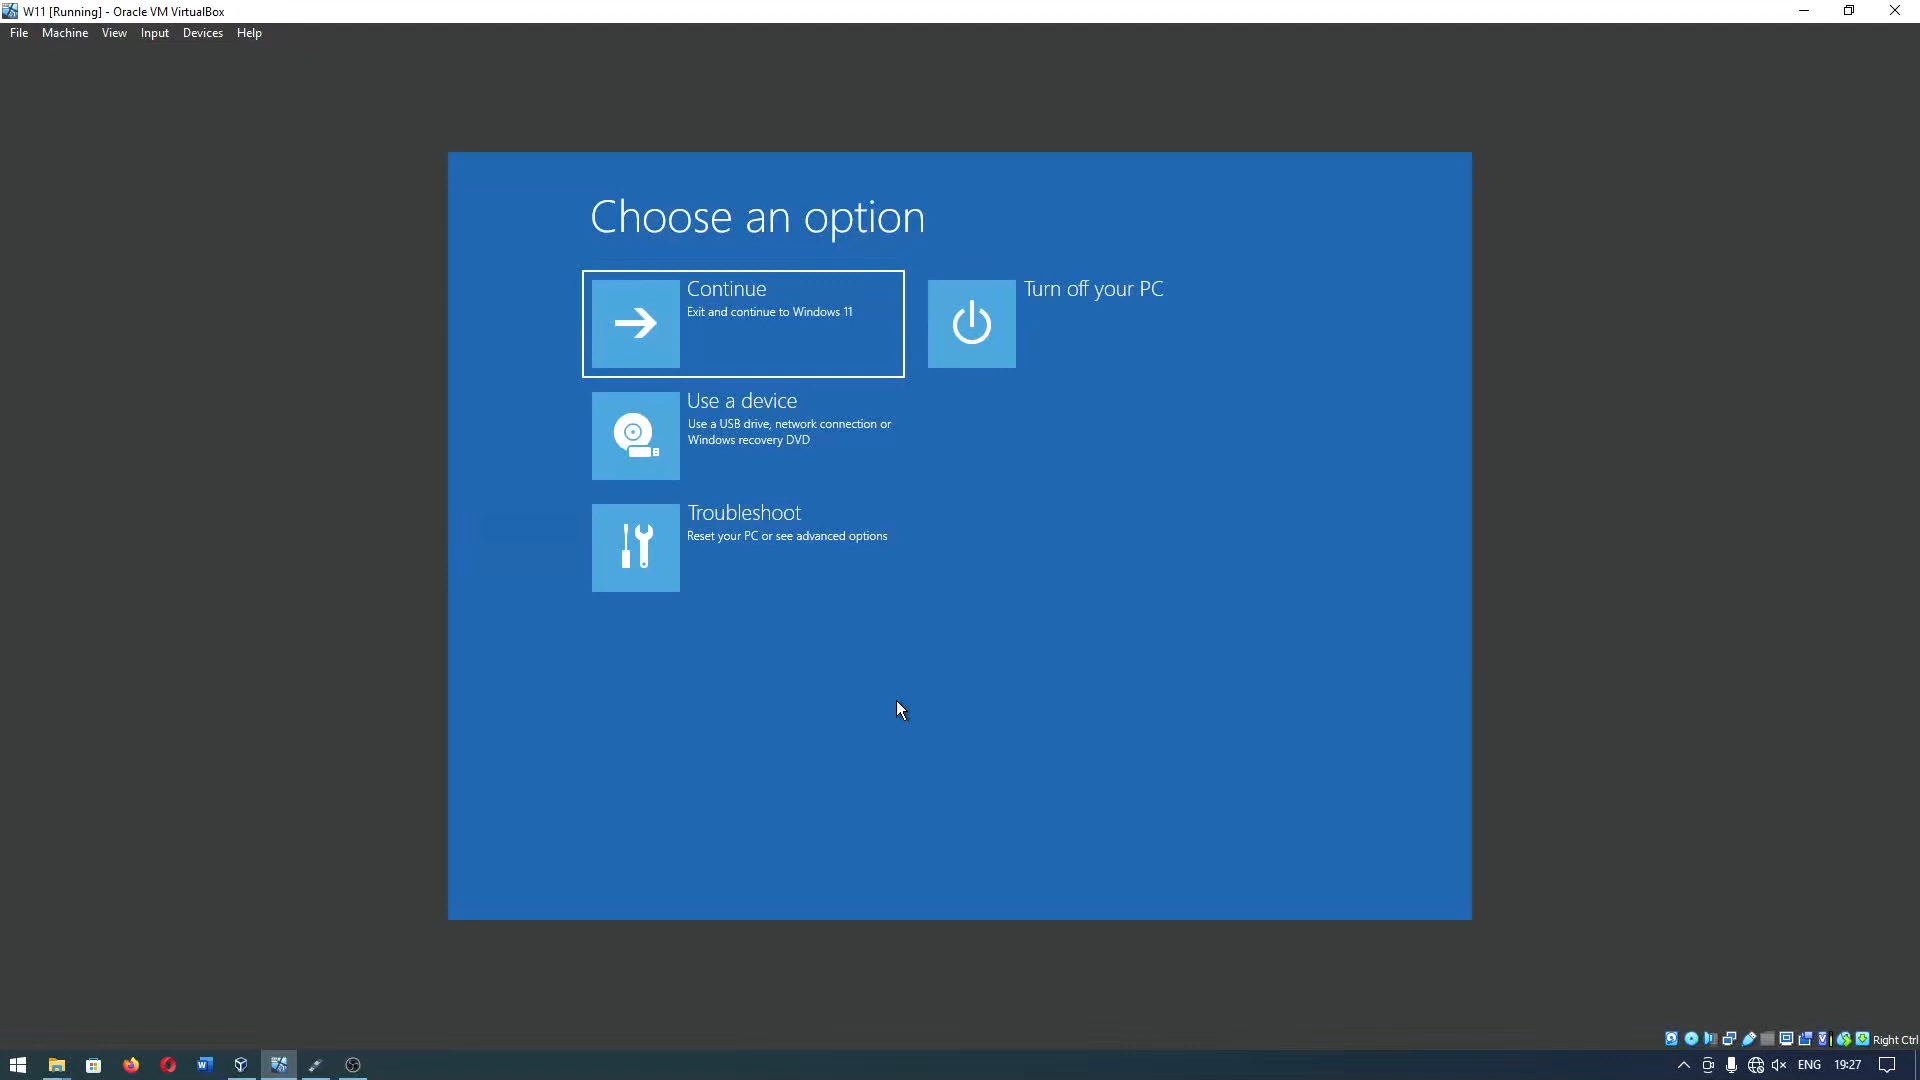 W11 [Running] - Oracle VM VirtualBox
File Machine View Input Devices Help
Choose an option
Continue
Exit and continue to Windows 11
Turn off your PC
Use a device
Use a USB drive, network connection or
Windows recovery DVD
Troubleshoot
Reset your PC or see advanced options
Right Ctrl
ENG 19:27